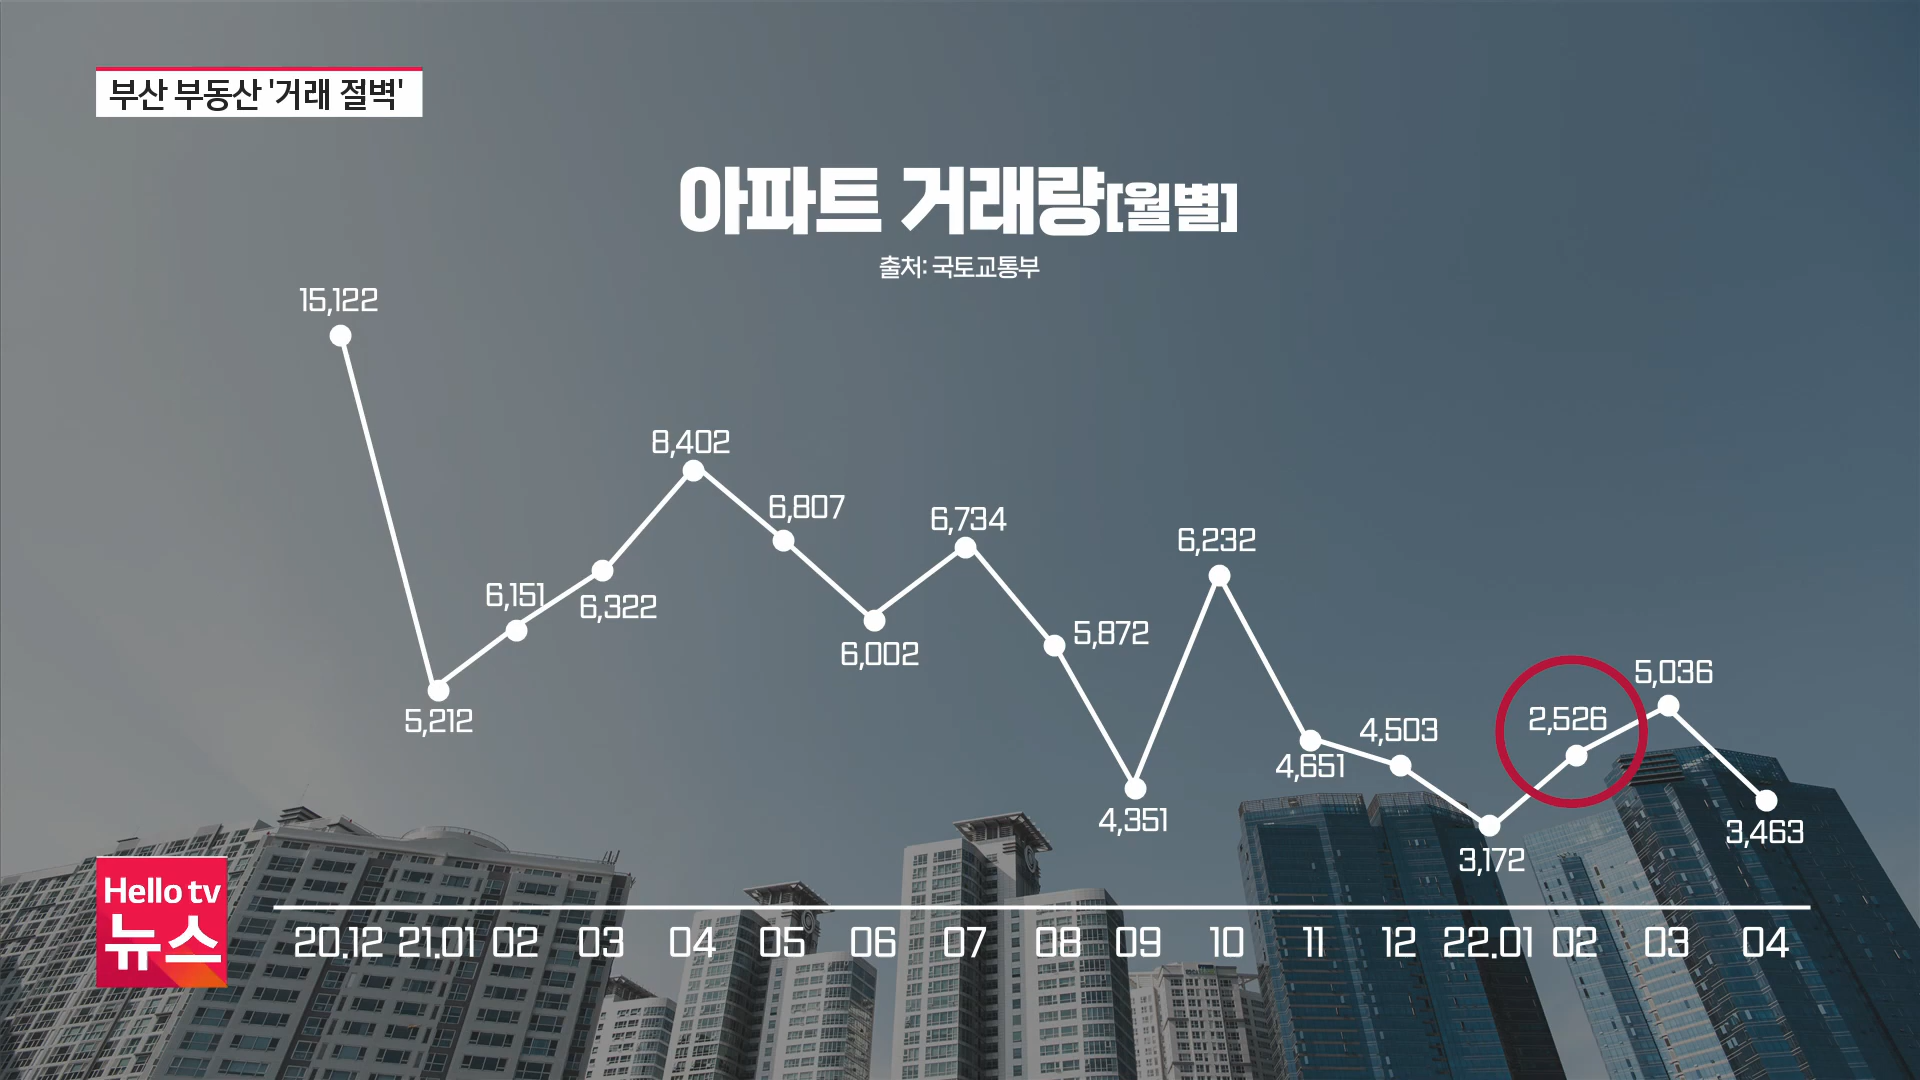 부산 부동산 '거래 절벽'
아파트 거래량[월별]
출처: 국토교통부
15,122
5,212
6,151
6,322
8,402
6,807
6,002
6,734
5,872
4,351
6,232
4,651
4,503
3,172
2,526
5,036
3,463
20.12 21.01 02 03 04 05 06 07 08 09 10 11 12 22.01 02 03 04
Hello tv
뉴스